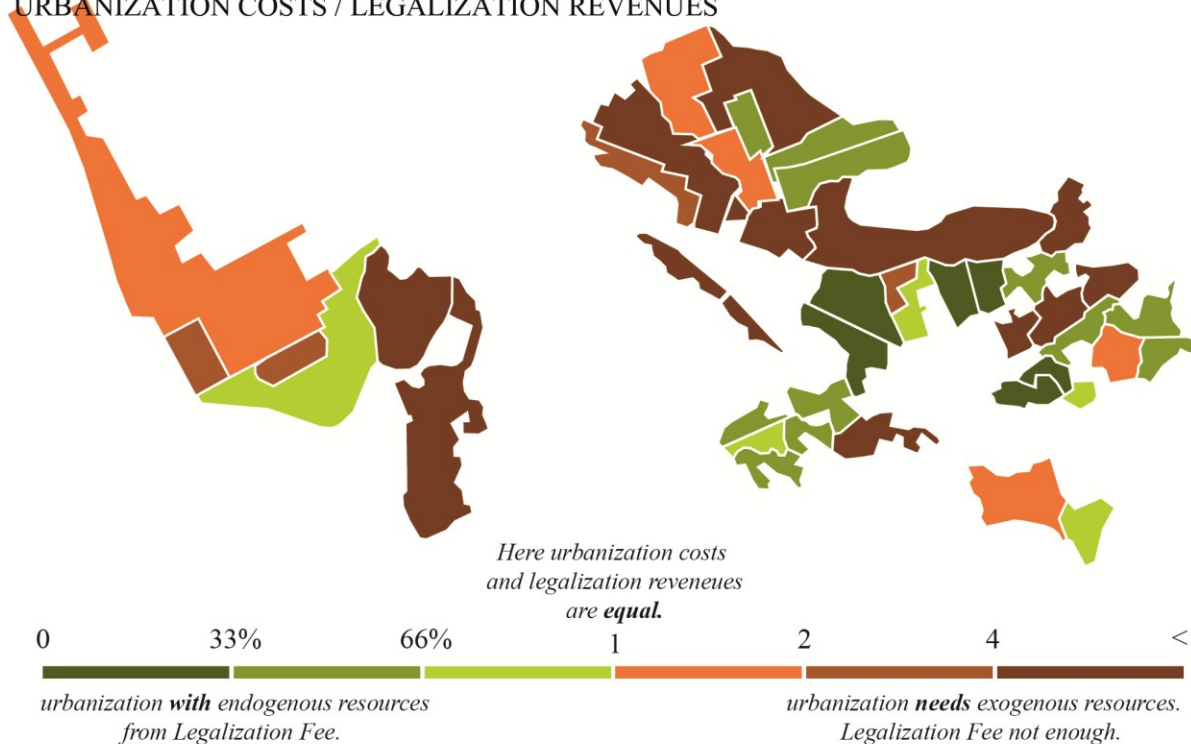 URBANIZATION COSTS / LEGALIZATION REVENUES
Here urbanization costs
and legalization reveneues
are equal.
0 33% 66% 1 2 4 <
urbanization with endogenous resources
from Legalization Fee.
urbanization needs exogenous resources.
Legalization Fee not enough.